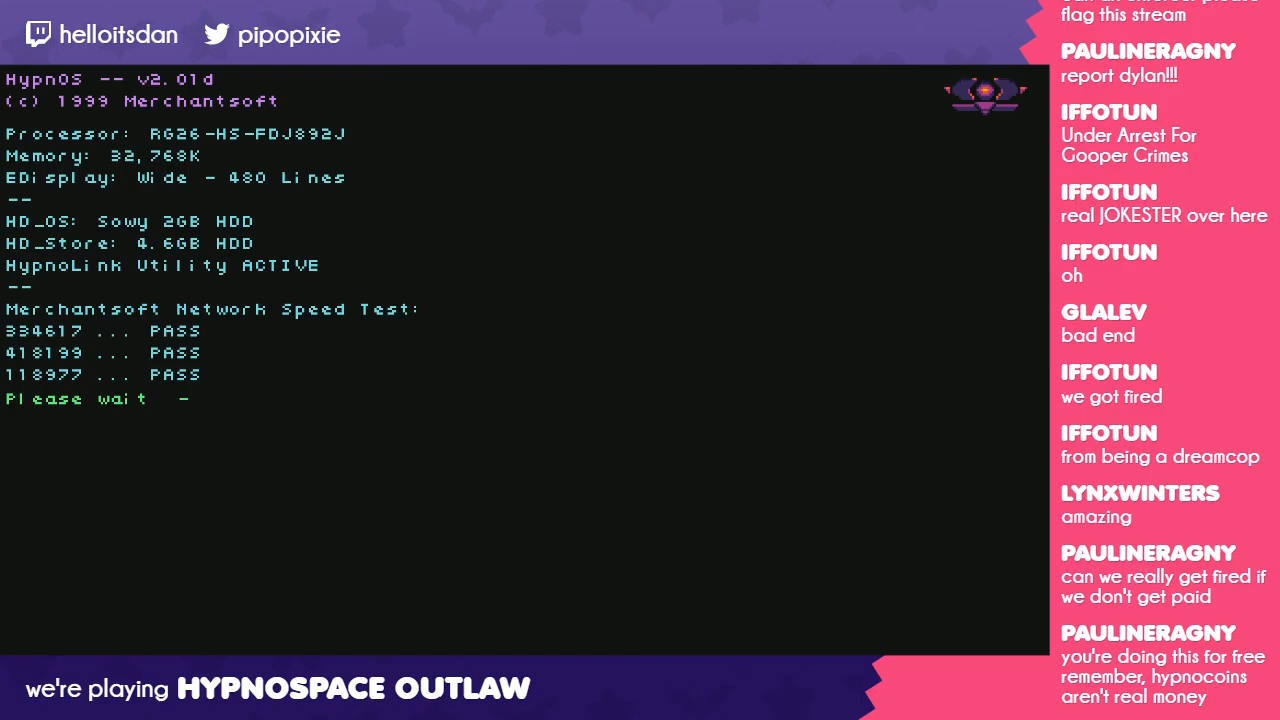 helloitsdan pipopixie
HypnOS -- v2.01d
(c) 1999 Merchantsoft
Processor: RG26-HS-FDJ892J
Memory: 32,768K
EDisplay: Wide - 480 Lines
--
HD_OS: Sowy 2GB HDD
HD_Store: 4.6GB HDD
HypnoLink Utility ACTIVE
--
Merchantsoft Network Speed Test:
334617 ... PASS
418199 ... PASS
118977 ... PASS
Please wait -
we're playing HYPNOSPACE OUTLAW
flag this stream
PAULINERAGNY
report dylan!!!
IFFOTUN
Under Arrest For
Gooper Crimes
IFFOTUN
real JOKESTER over here
IFFOTUN
oh
GLALEV
bad end
IFFOTUN
we got fired
IFFOTUN
from being a dreamcop
LYNXWINTERS
amazing
PAULINERAGNY
can we really get fired if
we don't get paid
PAULINERAGNY
you're doing this for free
remember, hypnocoins
aren't real money